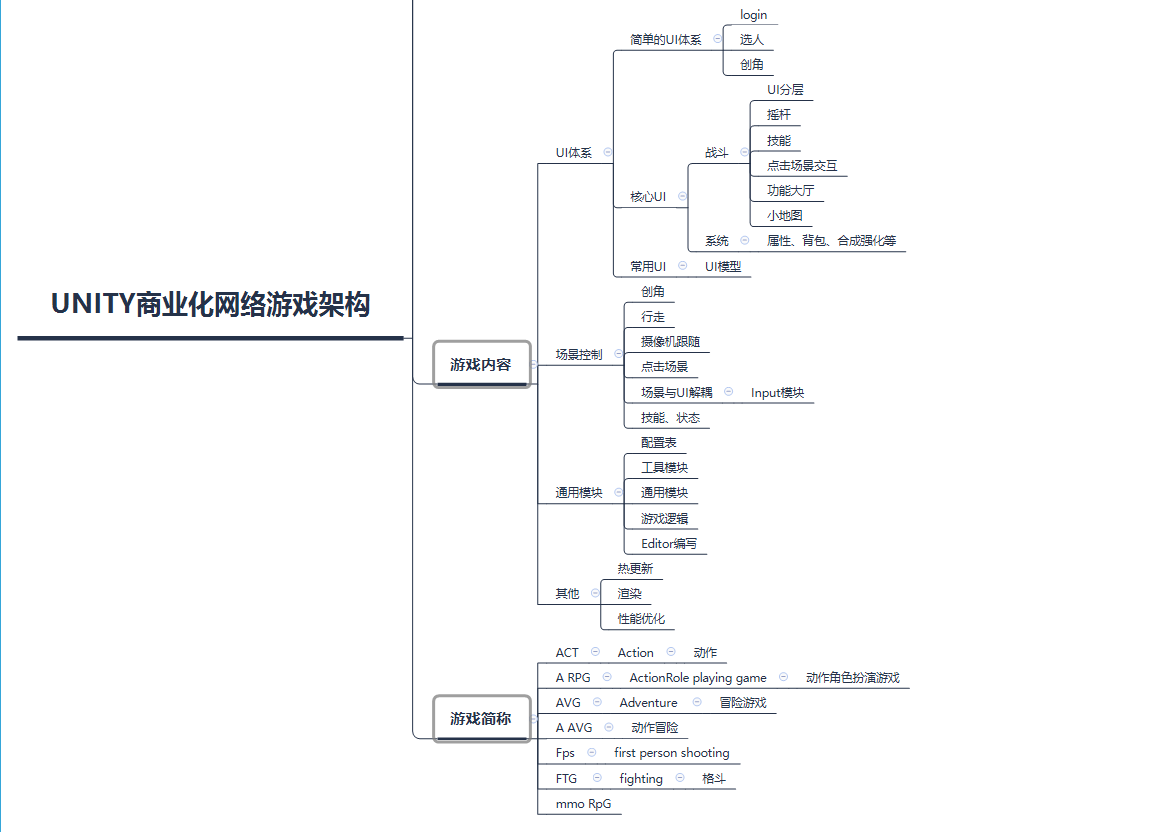 UNITY商业化网络游戏架构
游戏内容
UI体系
简单的UI体系
login
选人
创角
核心UI
战斗
UI分层
摇杆
技能
点击场景交互
功能大厅
小地图
系统
属性、背包、合成强化等
常用UI
UI模型
场景控制
创角
行走
摄像机跟随
点击场景
场景与UI解耦
Input模块
技能、状态
通用模块
配置表
工具模块
通用模块
游戏逻辑
Editor编写
其他
热更新
渲染
性能优化
游戏简称
ACT
Action
动作
A RPG
ActionRole playing game
动作角色扮演游戏
AVG
Adventure
冒险游戏
A AVG
动作冒险
Fps
first person shooting
FTG
fighting
格斗
mmo RpG